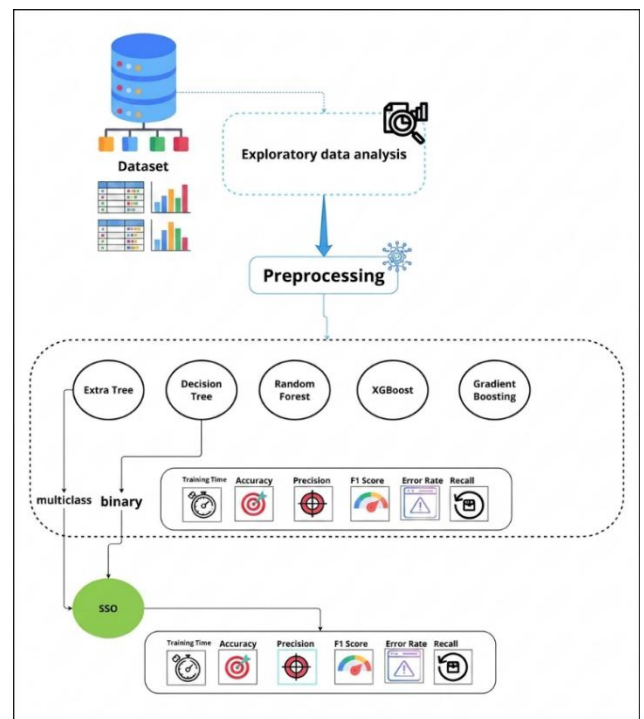 Dataset
Exploratory data analysis
Preprocessing
Extra Tree
Decision
Tree
Random
Forest
XGBoost
Gradient
Boosting
multiclass
binary
Training Time
Accuracy
Precision
F1 Score
Error Rate
Recall
SSO
Training Time
Accuracy
Precision
F1 Score
Error Rate
Recall